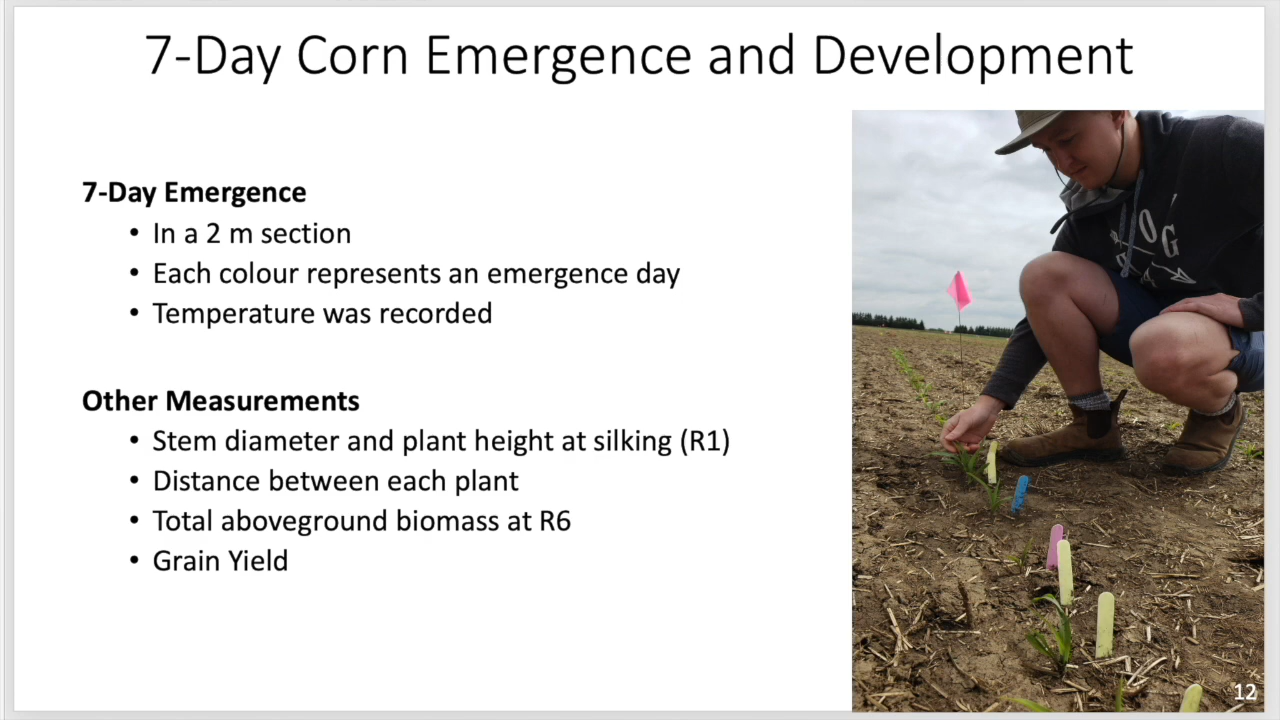 7-Day Corn Emergence and Development
7-Day Emergence
• In a 2 m section
• Each colour represents an emergence day
• Temperature was recorded
Other Measurements
• Stem diameter and plant height at silking (R1)
• Distance between each plant
• Total aboveground biomass at R6
• Grain Yield
12